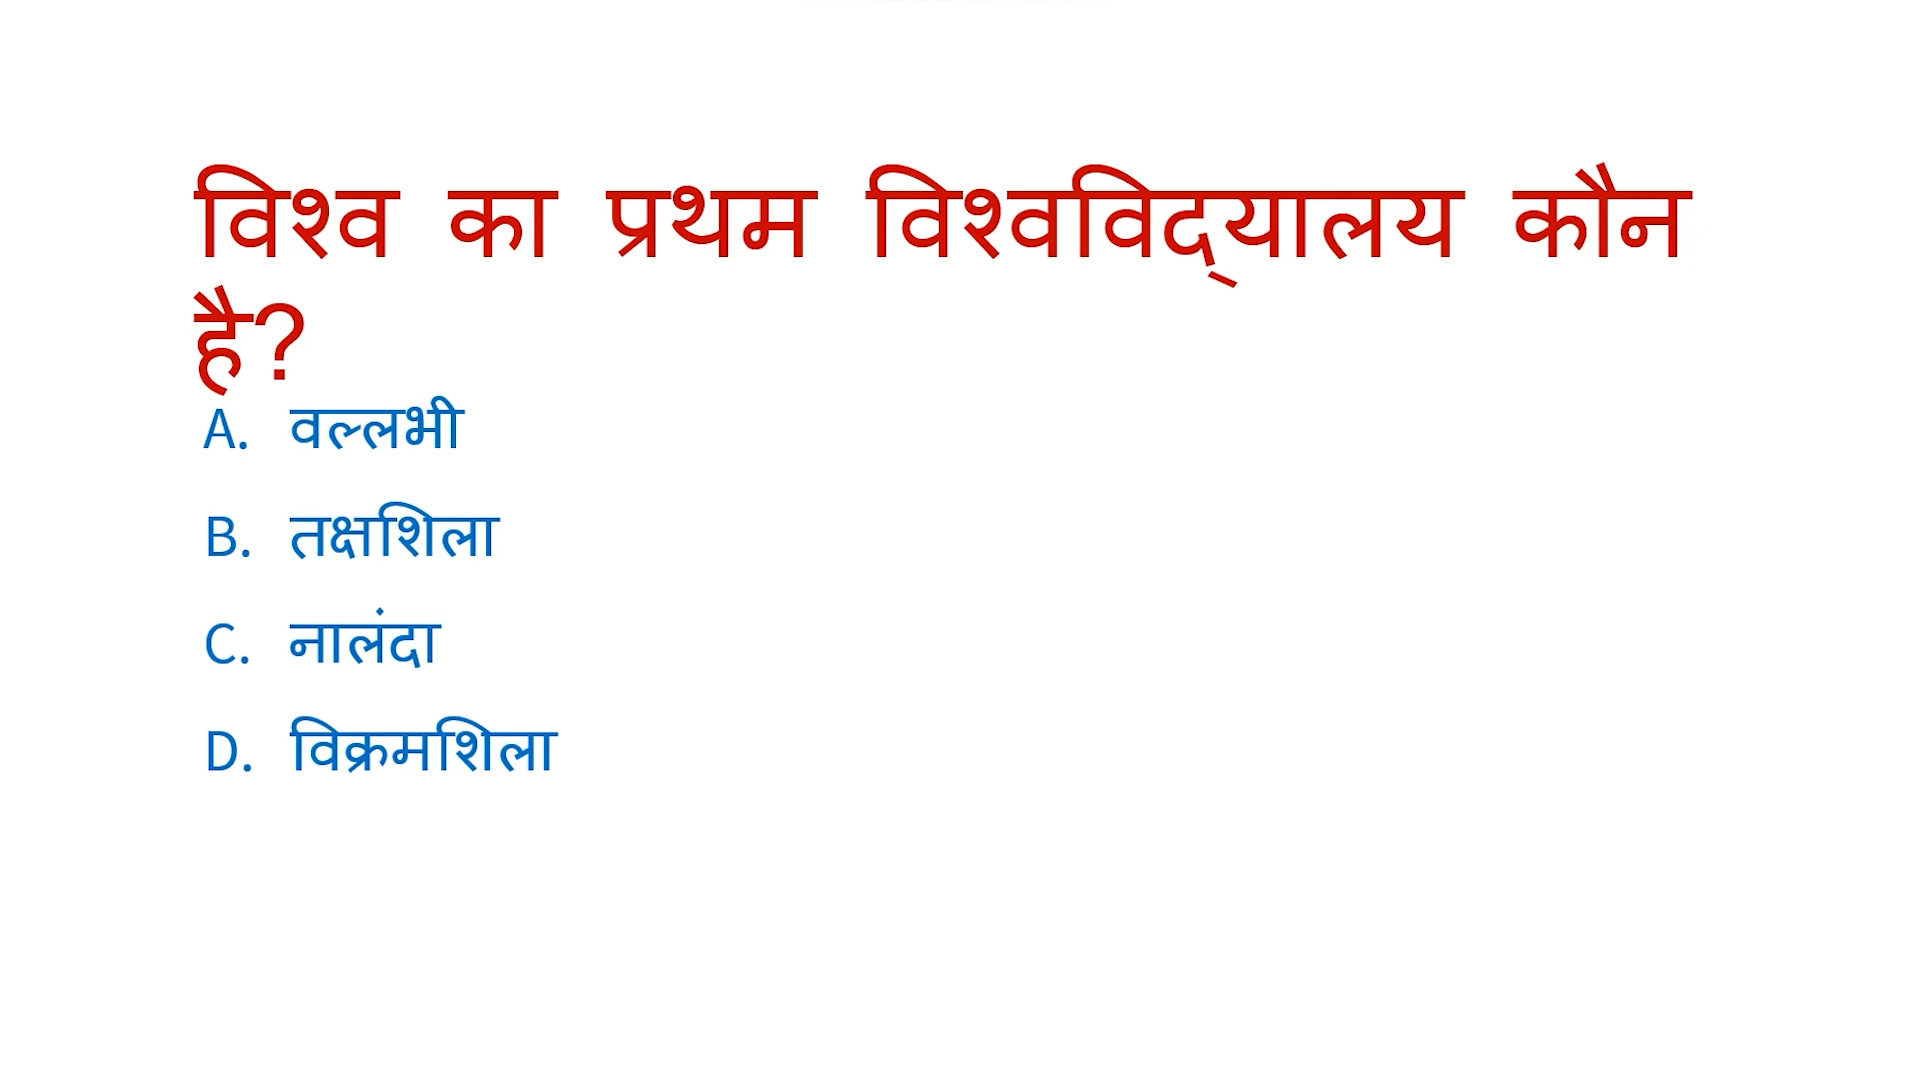 विश्व का प्रथम विश्वविद्यालय कौन
है?
A. वल्लभी
B. तक्षशिला
C. नालंदा
D. विक्रमशिला